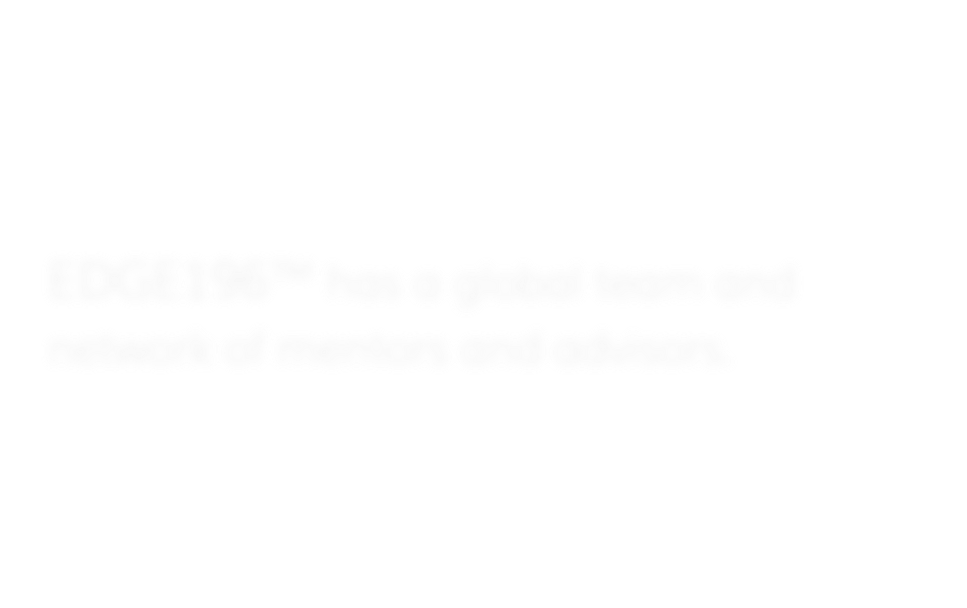 EDGE196™ has a global team and
network of mentors and advisors.